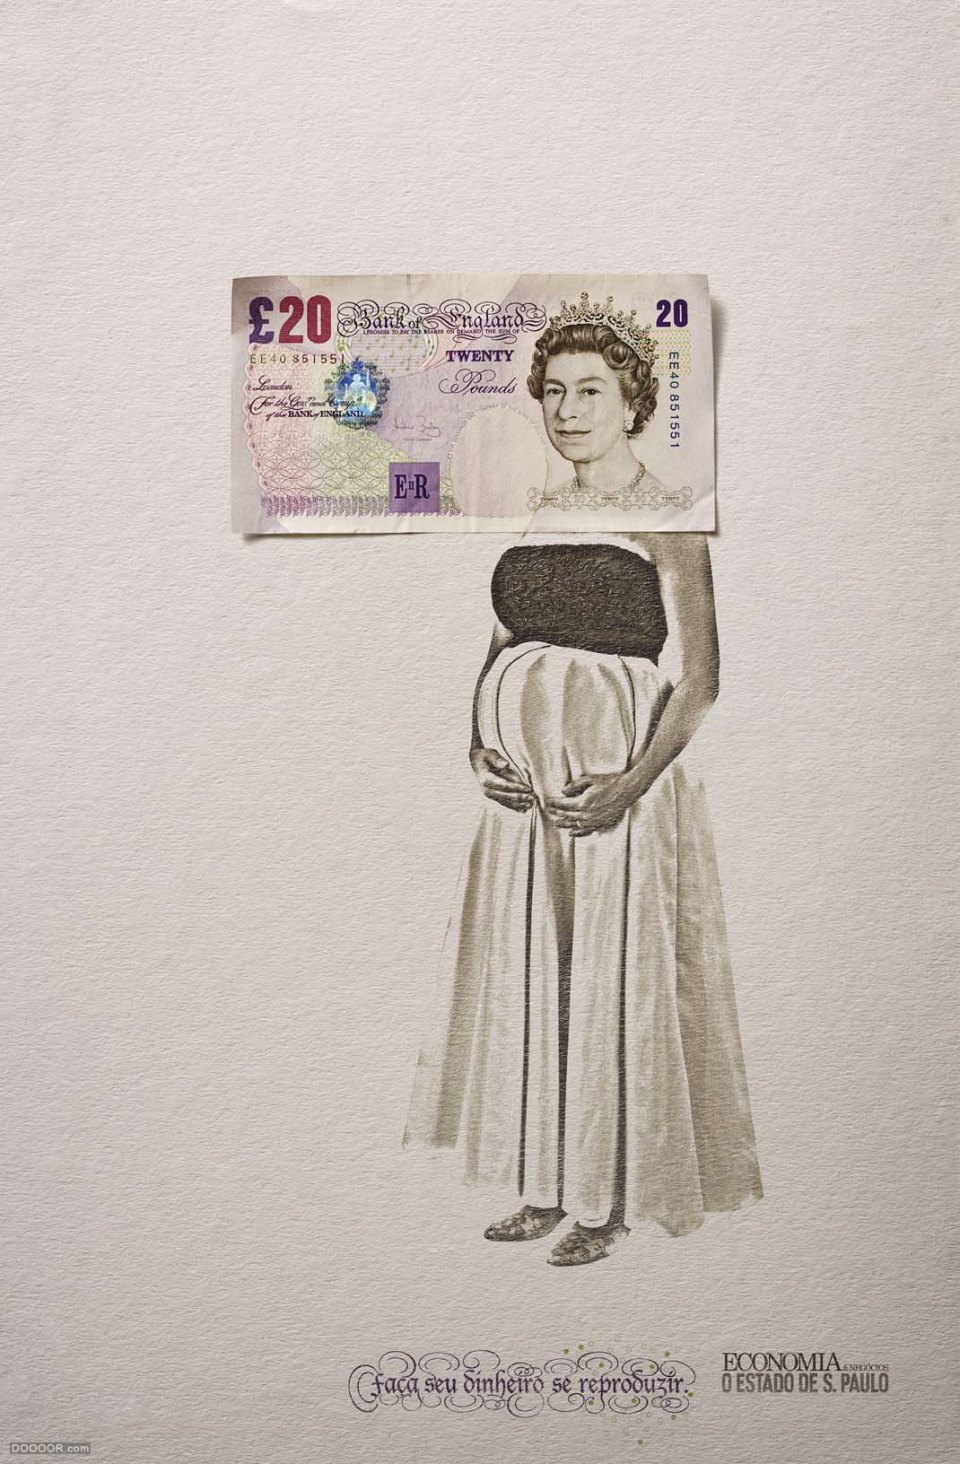 £20
Bank of England
I PROMISE TO PAY THE BEARER ON DEMAND THE SUM OF
20
TWENTY
Pounds
EE40 851551
London
For the Govr. and Compa.
of the BANK of ENGLAND
EIIR
EE40 851551
Faça seu dinheiro se reproduzir.
ECONOMIA & NEGÓCIOS
O ESTADO DE S. PAULO
DOOOOR.com